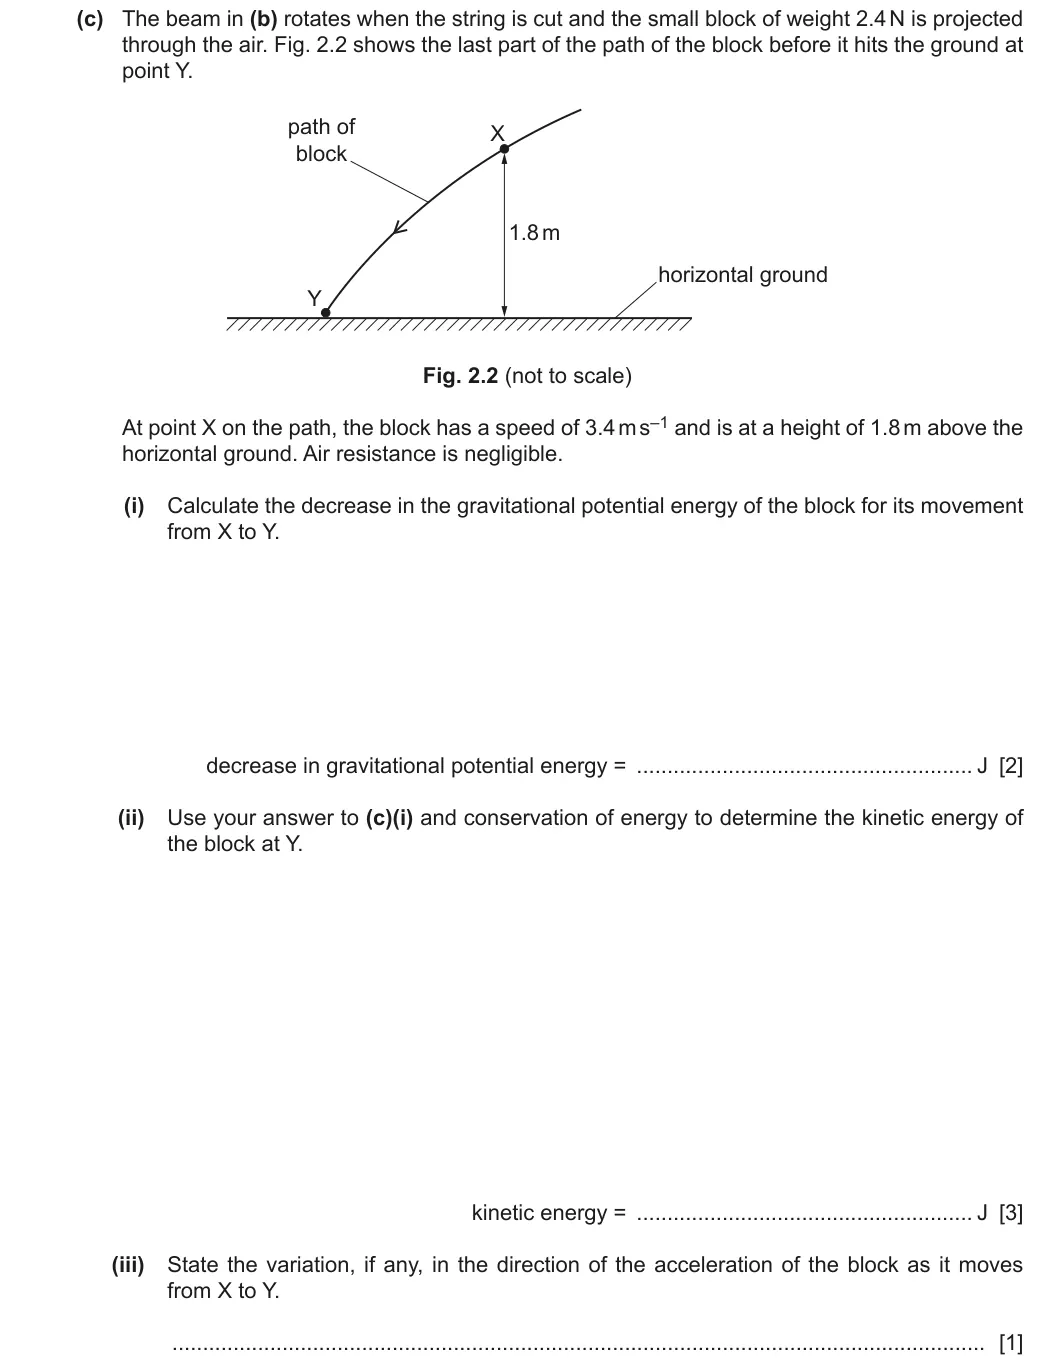 (c) The beam in (b) rotates when the string is cut and the small block of weight 2.4 N is projected
through the air. Fig. 2.2 shows the last part of the path of the block before it hits the ground at
point Y.
path of
block
X
1.8 m
horizontal ground
Y
Fig. 2.2 (not to scale)
At point X on the path, the block has a speed of 3.4 m s⁻¹ and is at a height of 1.8 m above the
horizontal ground. Air resistance is negligible.
(i) Calculate the decrease in the gravitational potential energy of the block for its movement
from X to Y.
decrease in gravitational potential energy = ....................................................... J [2]
(ii) Use your answer to (c)(i) and conservation of energy to determine the kinetic energy of
the block at Y.
kinetic energy = ....................................................... J [3]
(iii) State the variation, if any, in the direction of the acceleration of the block as it moves
from X to Y.
....................................................................................................................................... [1]